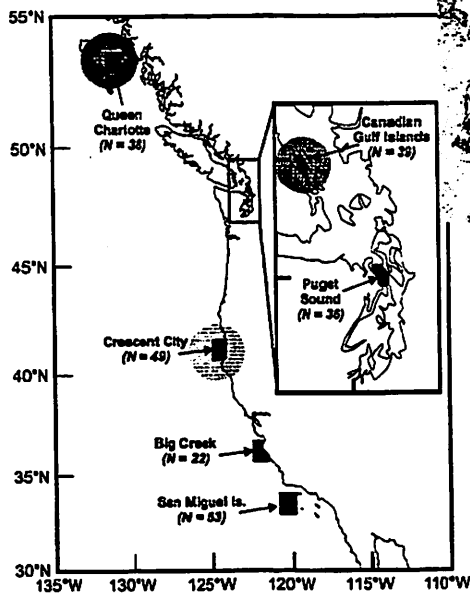 55°N
Queen
Charlotte
(N = 38)
Canadian
Gulf Islands
(N = 39)
50°N
45°N
Puget
Sound
(N = 36)
Crescent City
(N = 49)
40°N
Big Creek
(N = 22)
35°N
San Miguel Is.
(N = 53)
30°N
135°W
130°W
125°W
120°W
115°W
110°W